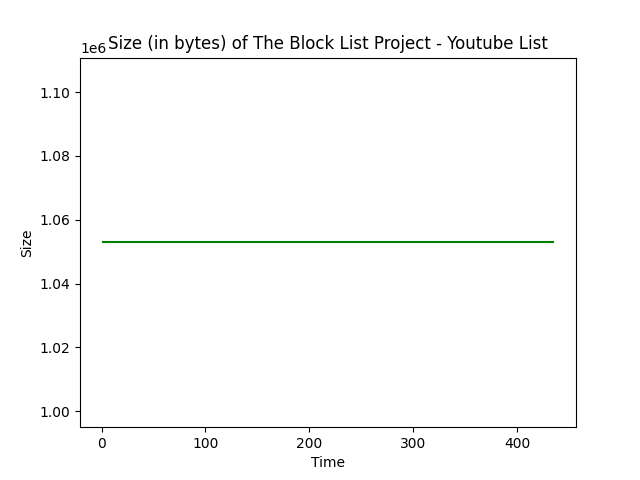 Size (in bytes) of The Block List Project - Youtube List
1e6
1.10
1.08
1.06
1.04
1.02
1.00
Size
0 100 200 300 400
Time